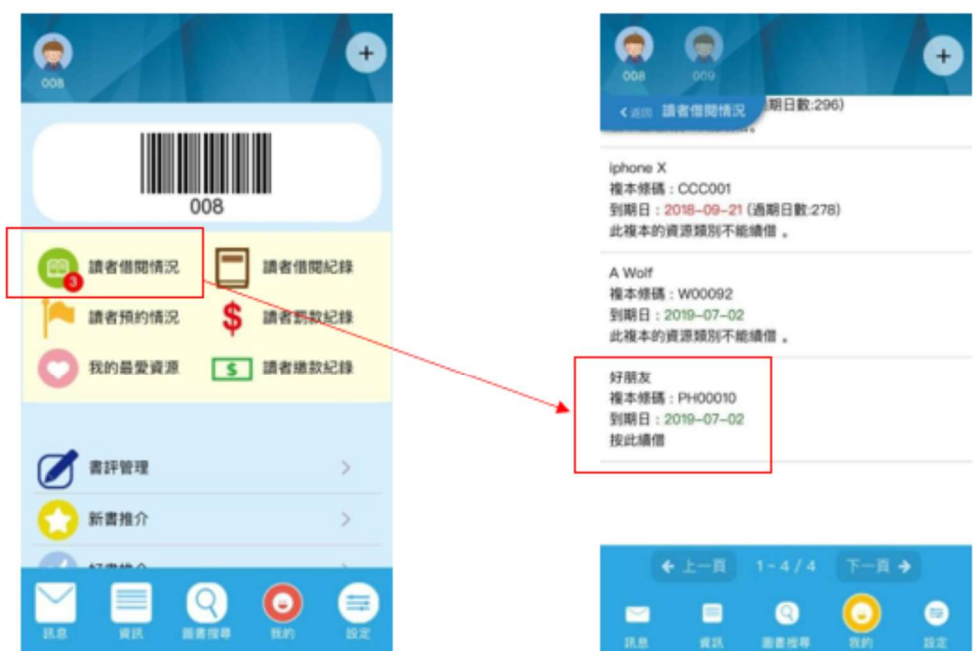 008
008
讀者借閱情況
3
讀者借閱紀錄
讀者預約情況
讀者罰款紀錄
我的最愛資源
讀者繳款紀錄
書評管理
新書推介
訊息
資訊
圖書搜尋
我的
設定
008
009
返回 讀者借閱情況
期日數:296)
iphone X
複本條碼：CCC001
到期日：2018-09-21 (過期日數:278)
此複本的資源類別不能續借。
A Wolf
複本條碼：W00092
到期日：2019-07-02
此複本的資源類別不能續借。
好朋友
複本條碼：PH00010
到期日：2019-07-02
按此續借
上一頁 1 - 4 / 4 下一頁
訊息
資訊
圖書搜尋
我的
設定